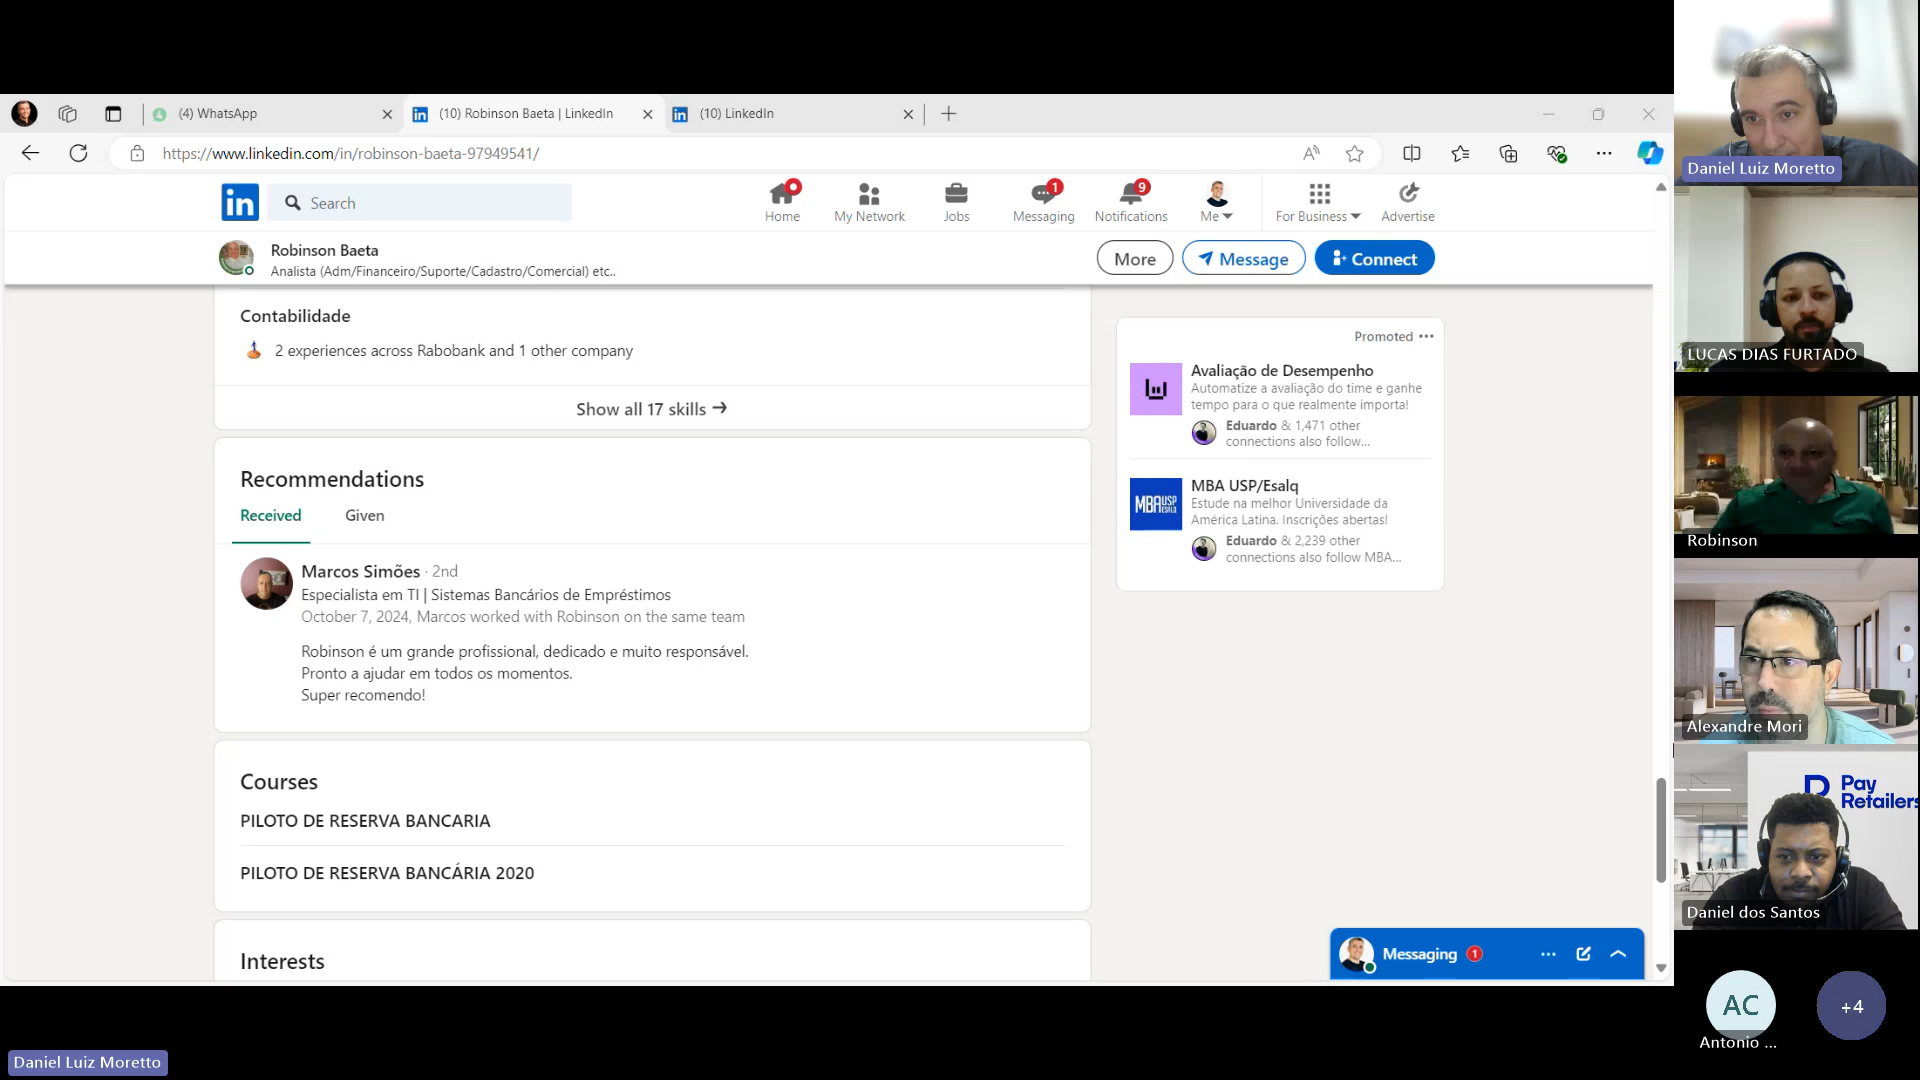 (4) WhatsApp
(10) Robinson Baeta | LinkedIn
(10) LinkedIn
https://www.linkedin.com/in/robinson-baeta-97949541/
Search
Home
My Network
Jobs
1
Messaging
9
Notifications
Me
For Business
Advertise
Robinson Baeta
Analista (Adm/Financeiro/Suporte/Cadastro/Comercial) etc..
More
Message
Connect
Contabilidade
2 experiences across Rabobank and 1 other company
Show all 17 skills →
Recommendations
Received
Given
Marcos Simões · 2nd
Especialista em TI | Sistemas Bancários de Empréstimos
October 7, 2024, Marcos worked with Robinson on the same team
Robinson é um grande profissional, dedicado e muito responsável.
Pronto a ajudar em todos os momentos.
Super recomendo!
Courses
PILOTO DE RESERVA BANCARIA
PILOTO DE RESERVA BANCÁRIA 2020
Interests
Promoted
Avaliação de Desempenho
Automatize a avaliação do time e ganhe
tempo para o que realmente importa!
Eduardo & 1,471 other
connections also follow...
MBA USP
ESALQ
MBA USP/Esalq
Estude na melhor Universidade da
América Latina. Inscrições abertas!
Eduardo & 2,239 other
connections also follow MBA...
Messaging 1
Daniel Luiz Moretto
LUCAS DIAS FURTADO
Robinson
Alexandre Mori
Pay
Retailers
Daniel dos Santos
AC
Antonio ...
+4
Daniel Luiz Moretto